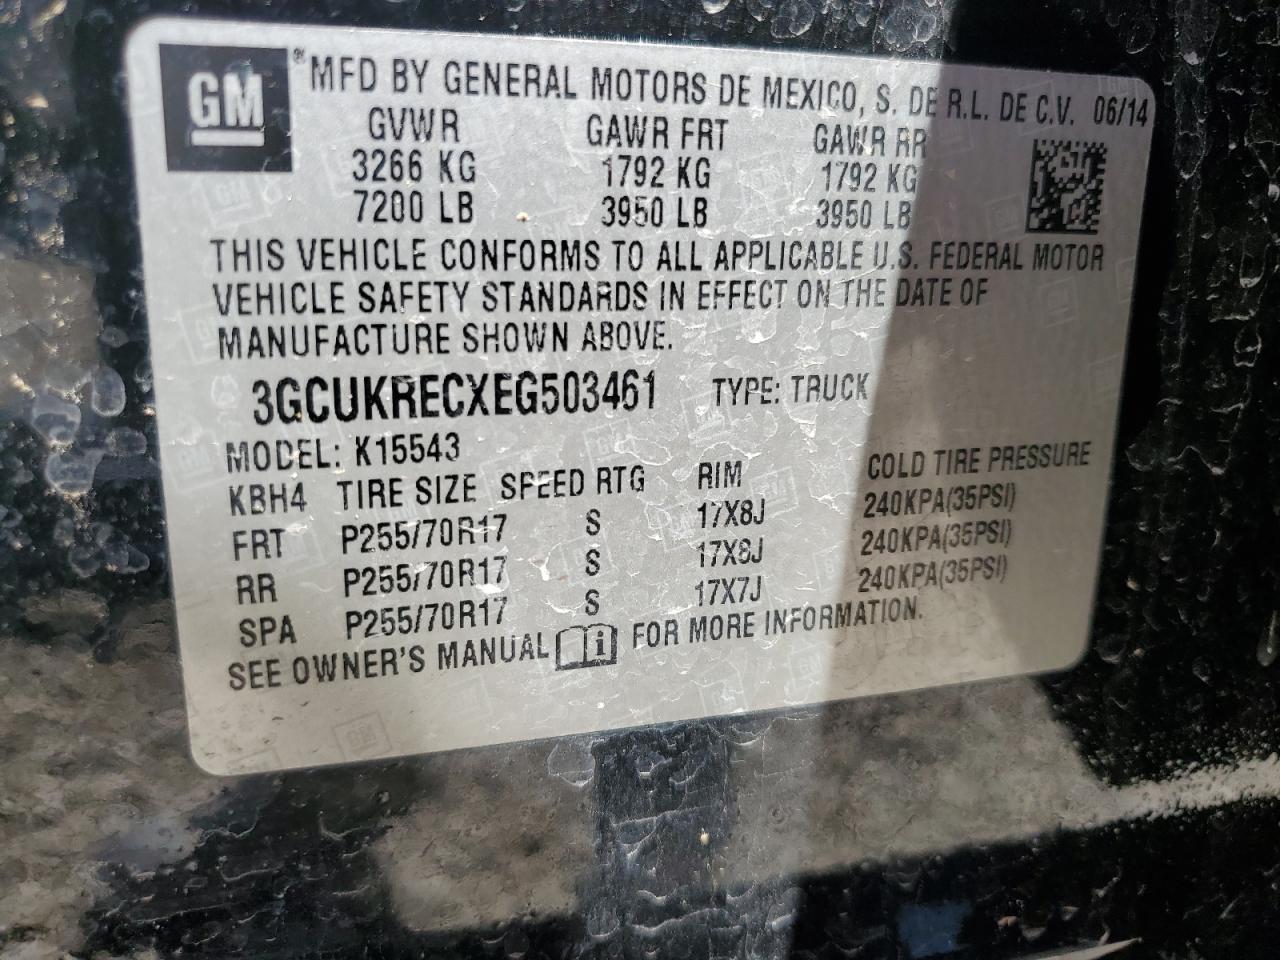 GM ® MFD BY GENERAL MOTORS DE MEXICO, S. DE R.L. DE C.V. 06/14
GVWR GAWR FRT GAWR RR
3266 KG 1792 KG 1792 KG
7200 LB 3950 LB 3950 LB
THIS VEHICLE CONFORMS TO ALL APPLICABLE U.S. FEDERAL MOTOR
VEHICLE SAFETY STANDARDS IN EFFECT ON THE DATE OF
MANUFACTURE SHOWN ABOVE.
3GCUKRECXEG503461 TYPE: TRUCK
MODEL: K15543
KBH4 TIRE SIZE SPEED RTG RIM COLD TIRE PRESSURE
FRT P255/70R17 S 17X8J 240KPA(35PSI)
RR P255/70R17 S 17X8J 240KPA(35PSI)
SPA P255/70R17 S 17X7J 240KPA(35PSI)
SEE OWNER'S MANUAL i FOR MORE INFORMATION.